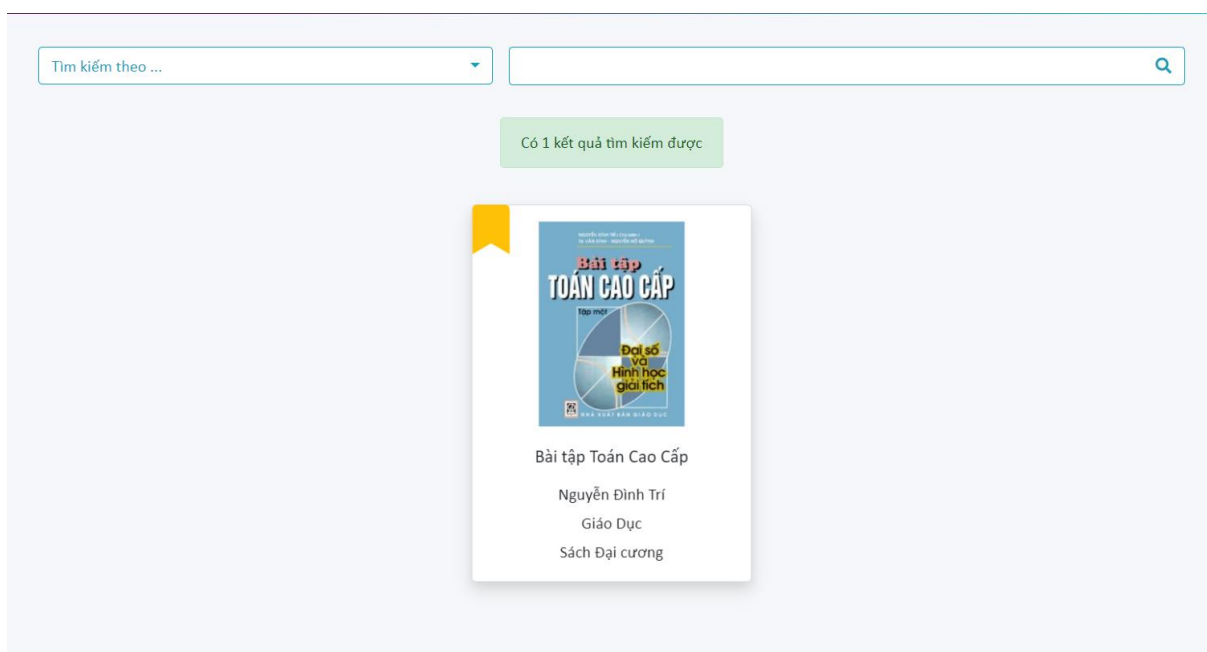 Tìm kiếm theo ...
Có 1 kết quả tìm kiếm được
Bài tập
TOÁN CAO CẤP
Tập một
Đại số
và
Hình học
giải tích
NHÀ XUẤT BẢN GIÁO DỤC
Bài tập Toán Cao Cấp
Nguyễn Đình Trí
Giáo Dục
Sách Đại cương